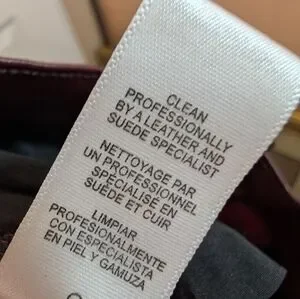 CLEAN
PROFESSIONALLY
BY A LEATHER AND
SUEDE SPECIALIST
NETTOYAGE PAR
UN PROFESSIONNEL
SPÉCIALISÉ EN
SUÈDE ET CUIR
LIMPIAR
PROFESIONALMENTE
CON ESPECIALISTA
EN PIEL Y GAMUZA